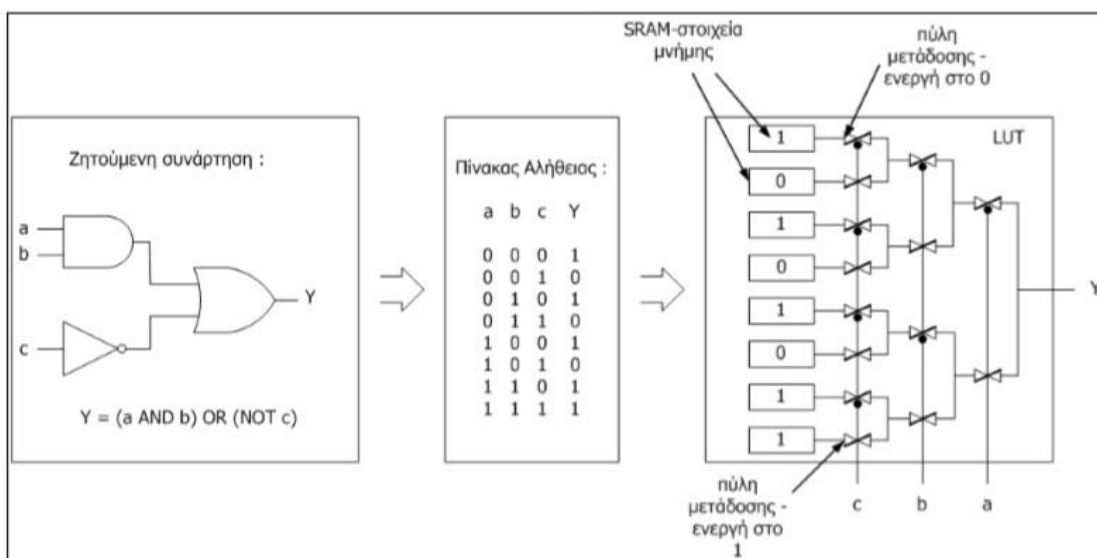 SRAM-στοιχεία
μνήμης
πύλη
μετάδοσης -
ενεργή στο 0
Ζητούμενη συνάρτηση :
a
b
c
Y
Y = (a AND b) OR (NOT c)
Πίνακας Αλήθειας :
a b c Y
0 0 0 1
0 0 1 0
0 1 0 1
0 1 1 0
1 0 0 1
1 0 1 0
1 1 0 1
1 1 1 1
LUT
1
0
1
0
1
0
1
1
Y
c b a
πύλη
μετάδοσης -
ενεργή στο
1